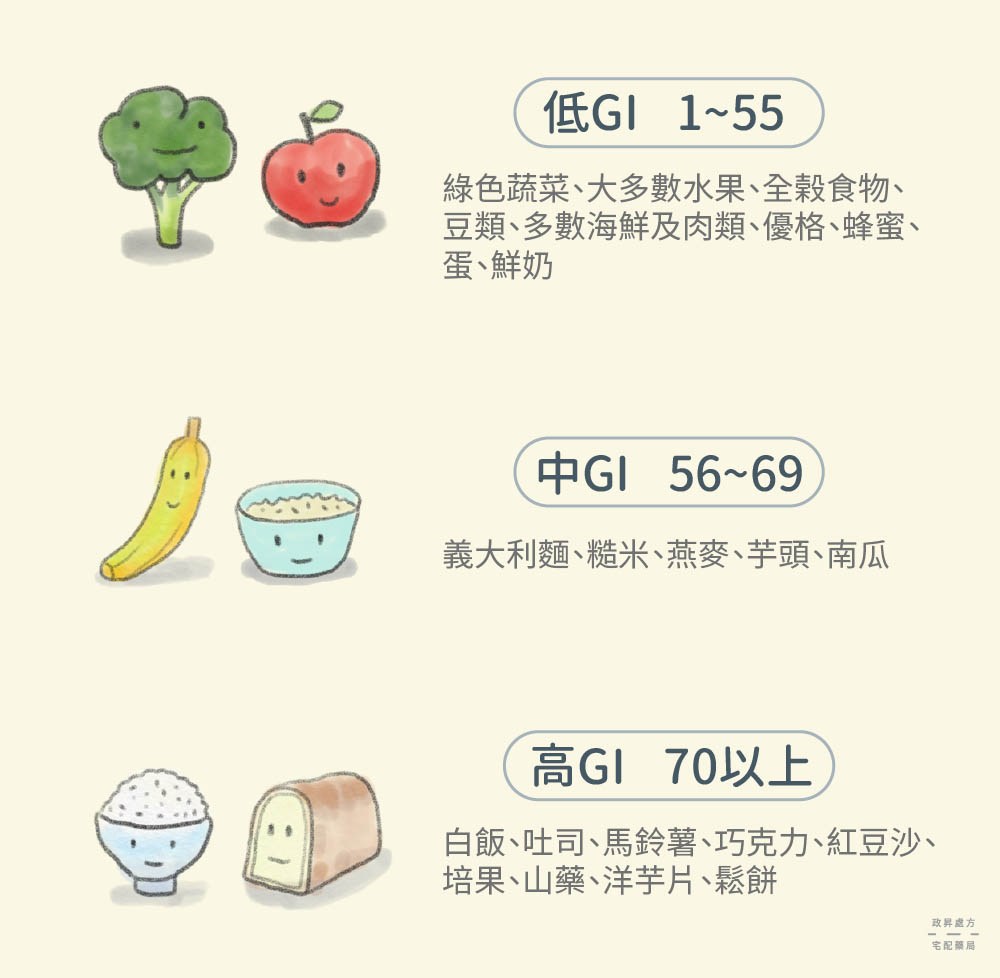 低GI 1~55
綠色蔬菜、大多數水果、全榖食物、
豆類、多數海鮮及肉類、優格、蜂蜜、
蛋、鮮奶
中GI 56~69
義大利麵、糙米、燕麥、芋頭、南瓜
高GI 70以上
白飯、吐司、馬鈴薯、巧克力、紅豆沙、
培果、山藥、洋芋片、鬆餅
政昇處方
宅配藥局